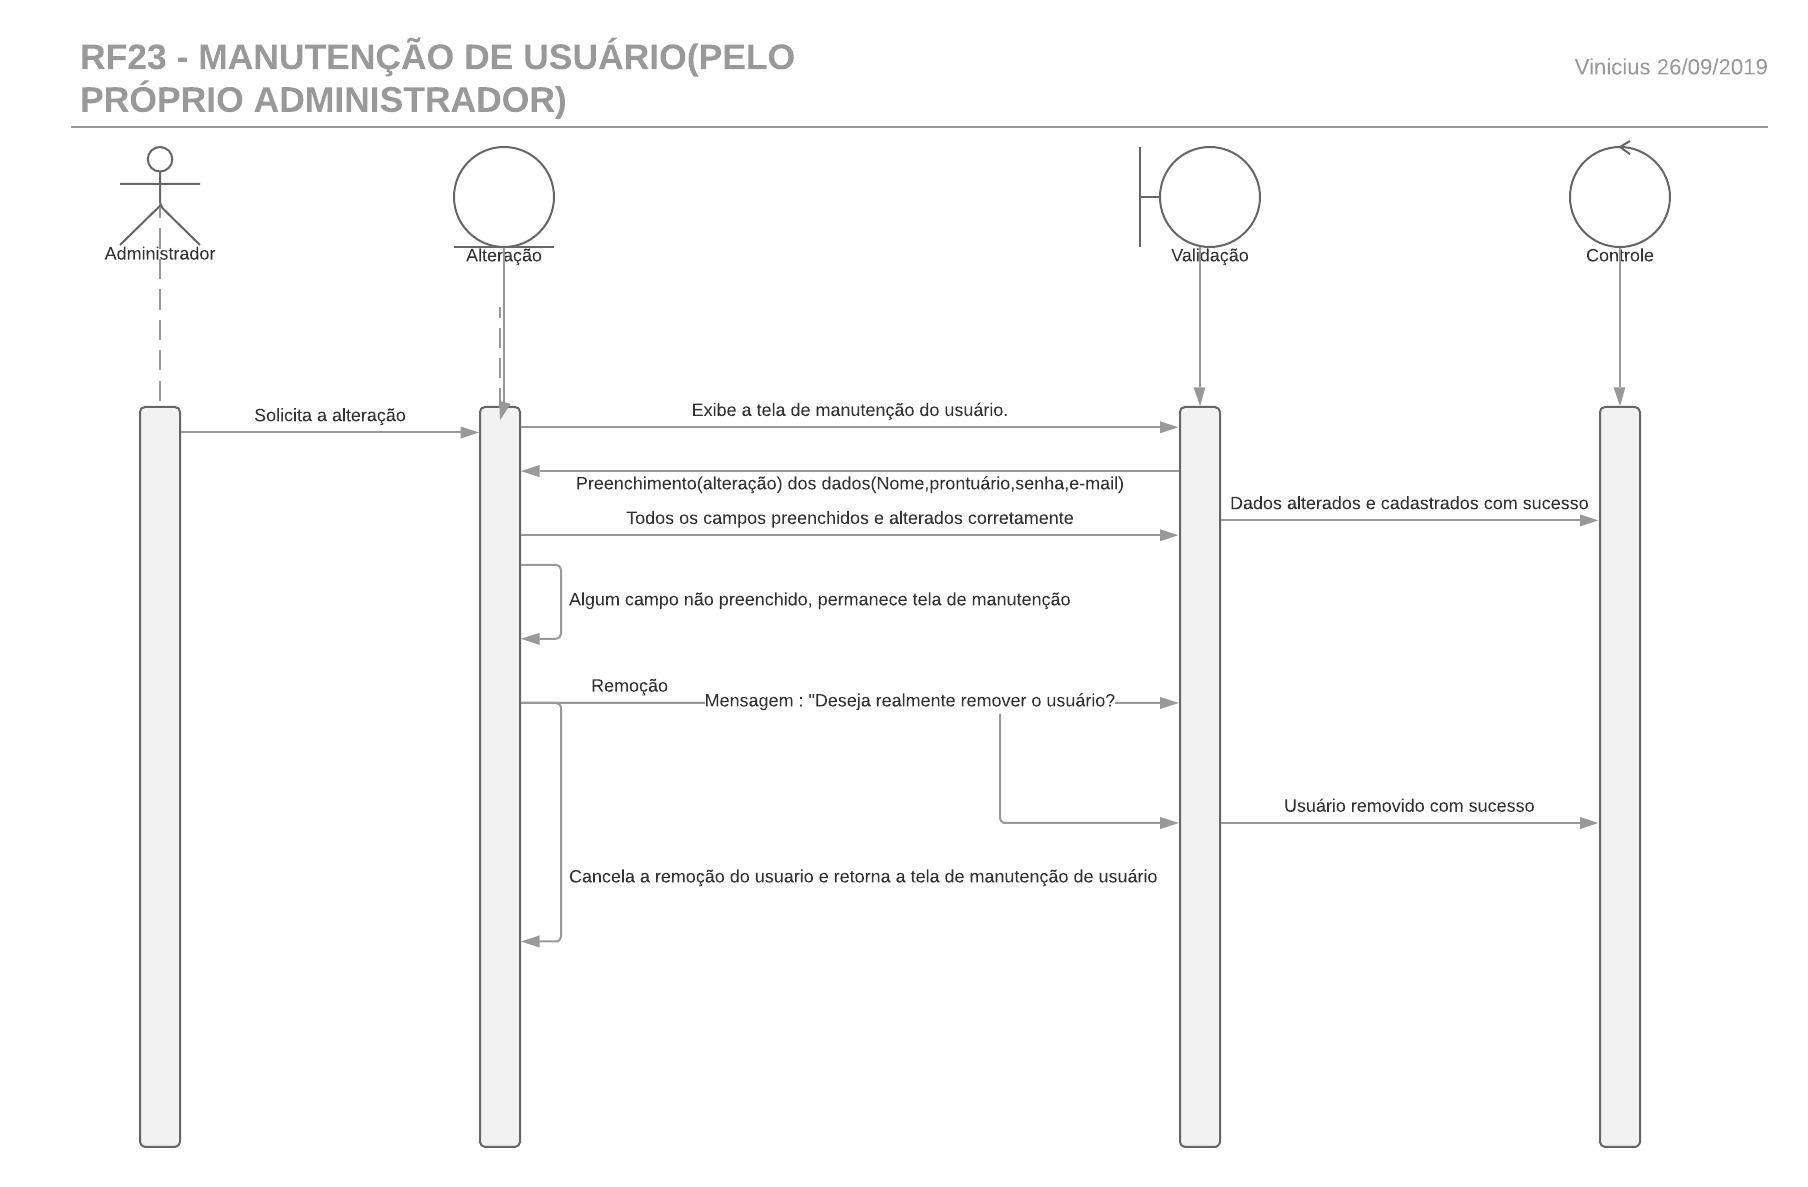 RF23 - MANUTENÇÃO DE USUÁRIO(PELO
PRÓPRIO ADMINISTRADOR)
Vinicius 26/09/2019
Administrador
Alteração
Validação
Controle
Solicita a alteração
Exibe a tela de manutenção do usuário.
Preenchimento(alteração) dos dados(Nome,prontuário,senha,e-mail)
Dados alterados e cadastrados com sucesso
Todos os campos preenchidos e alterados corretamente
Algum campo não preenchido, permanece tela de manutenção
Remoção
Mensagem : "Deseja realmente remover o usuário?
Usuário removido com sucesso
Cancela a remoção do usuario e retorna a tela de manutenção de usuário